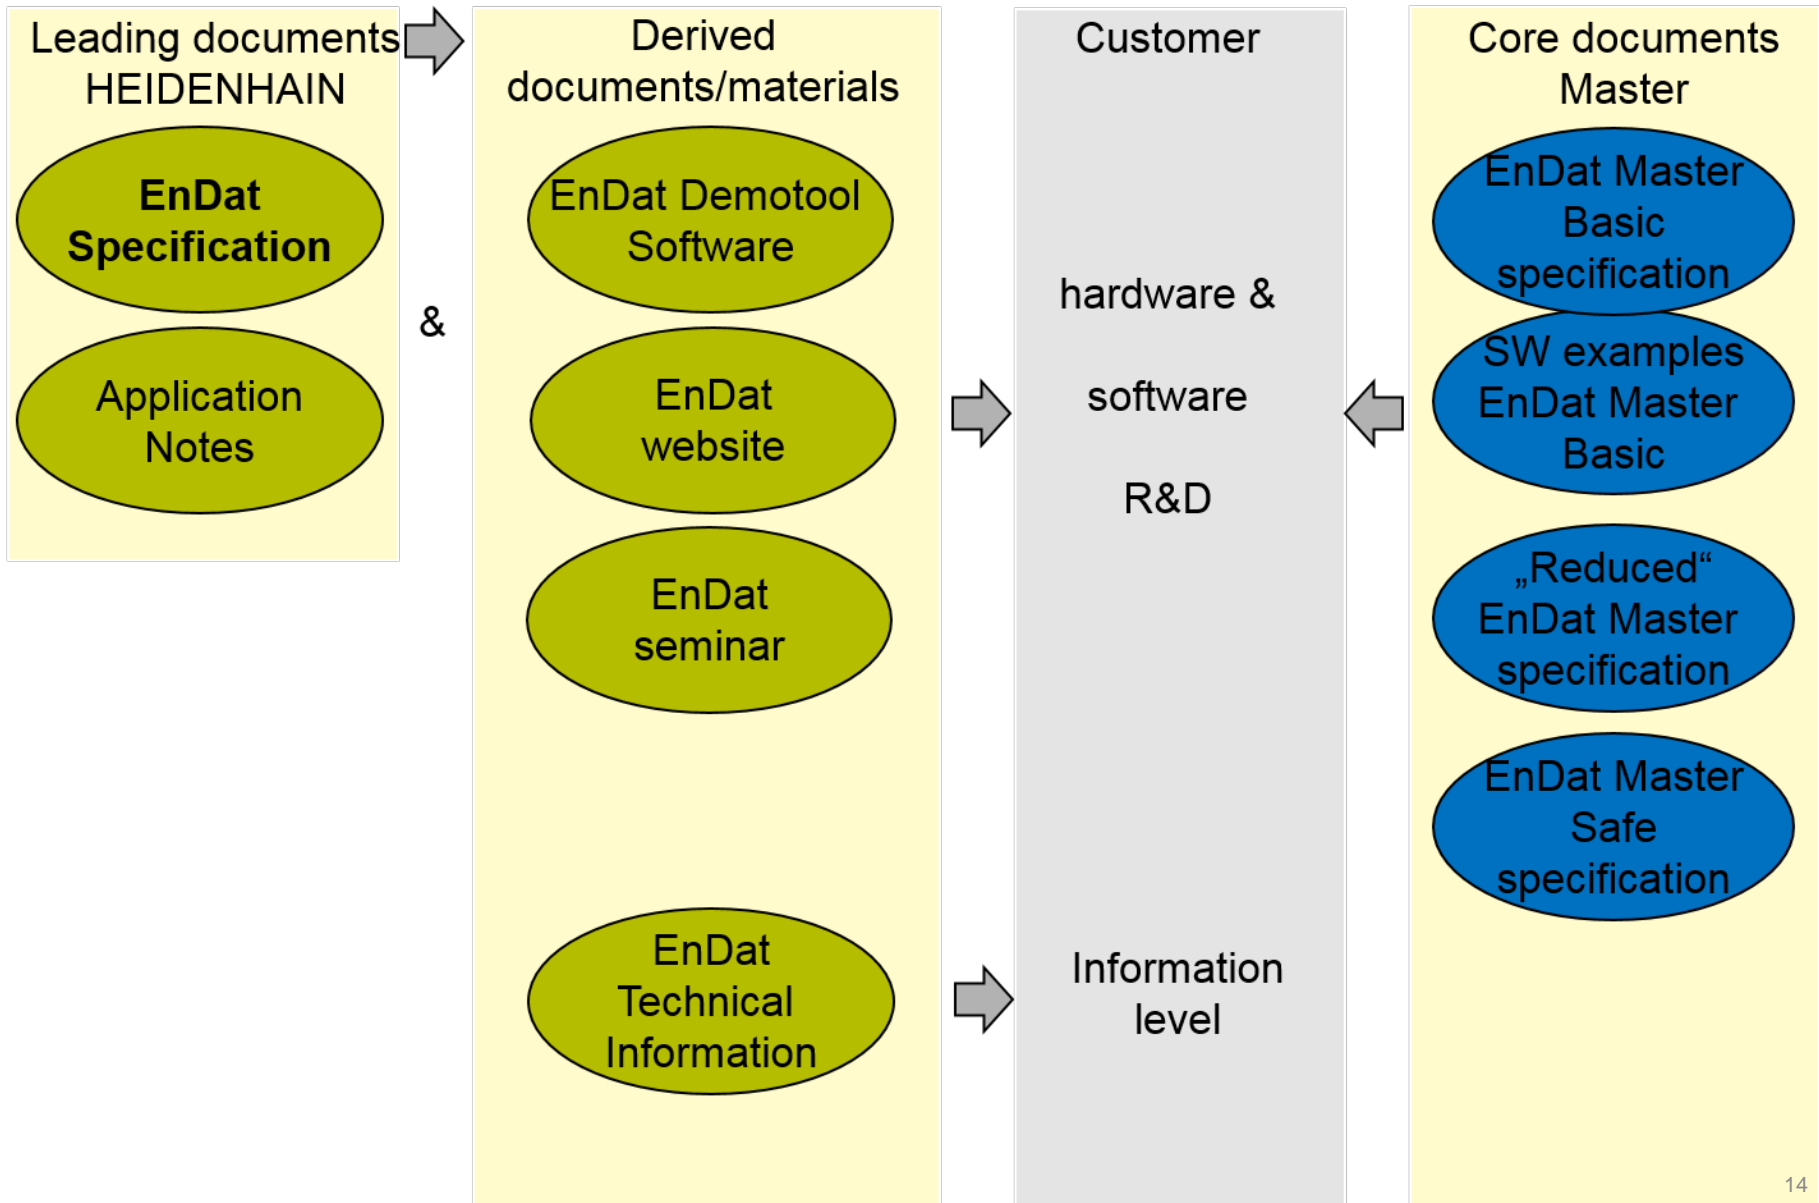 Leading documents
HEIDENHAIN
EnDat
Specification
Application
Notes
&
Derived
documents/materials
EnDat Demotool
Software
EnDat
website
EnDat
seminar
EnDat
Technical
Information
Customer
hardware &
software
R&D
Information
level
Core documents
Master
EnDat Master
Basic
specification
SW examples
EnDat Master
Basic
„Reduced“
EnDat Master
specification
EnDat Master
Safe
specification
14